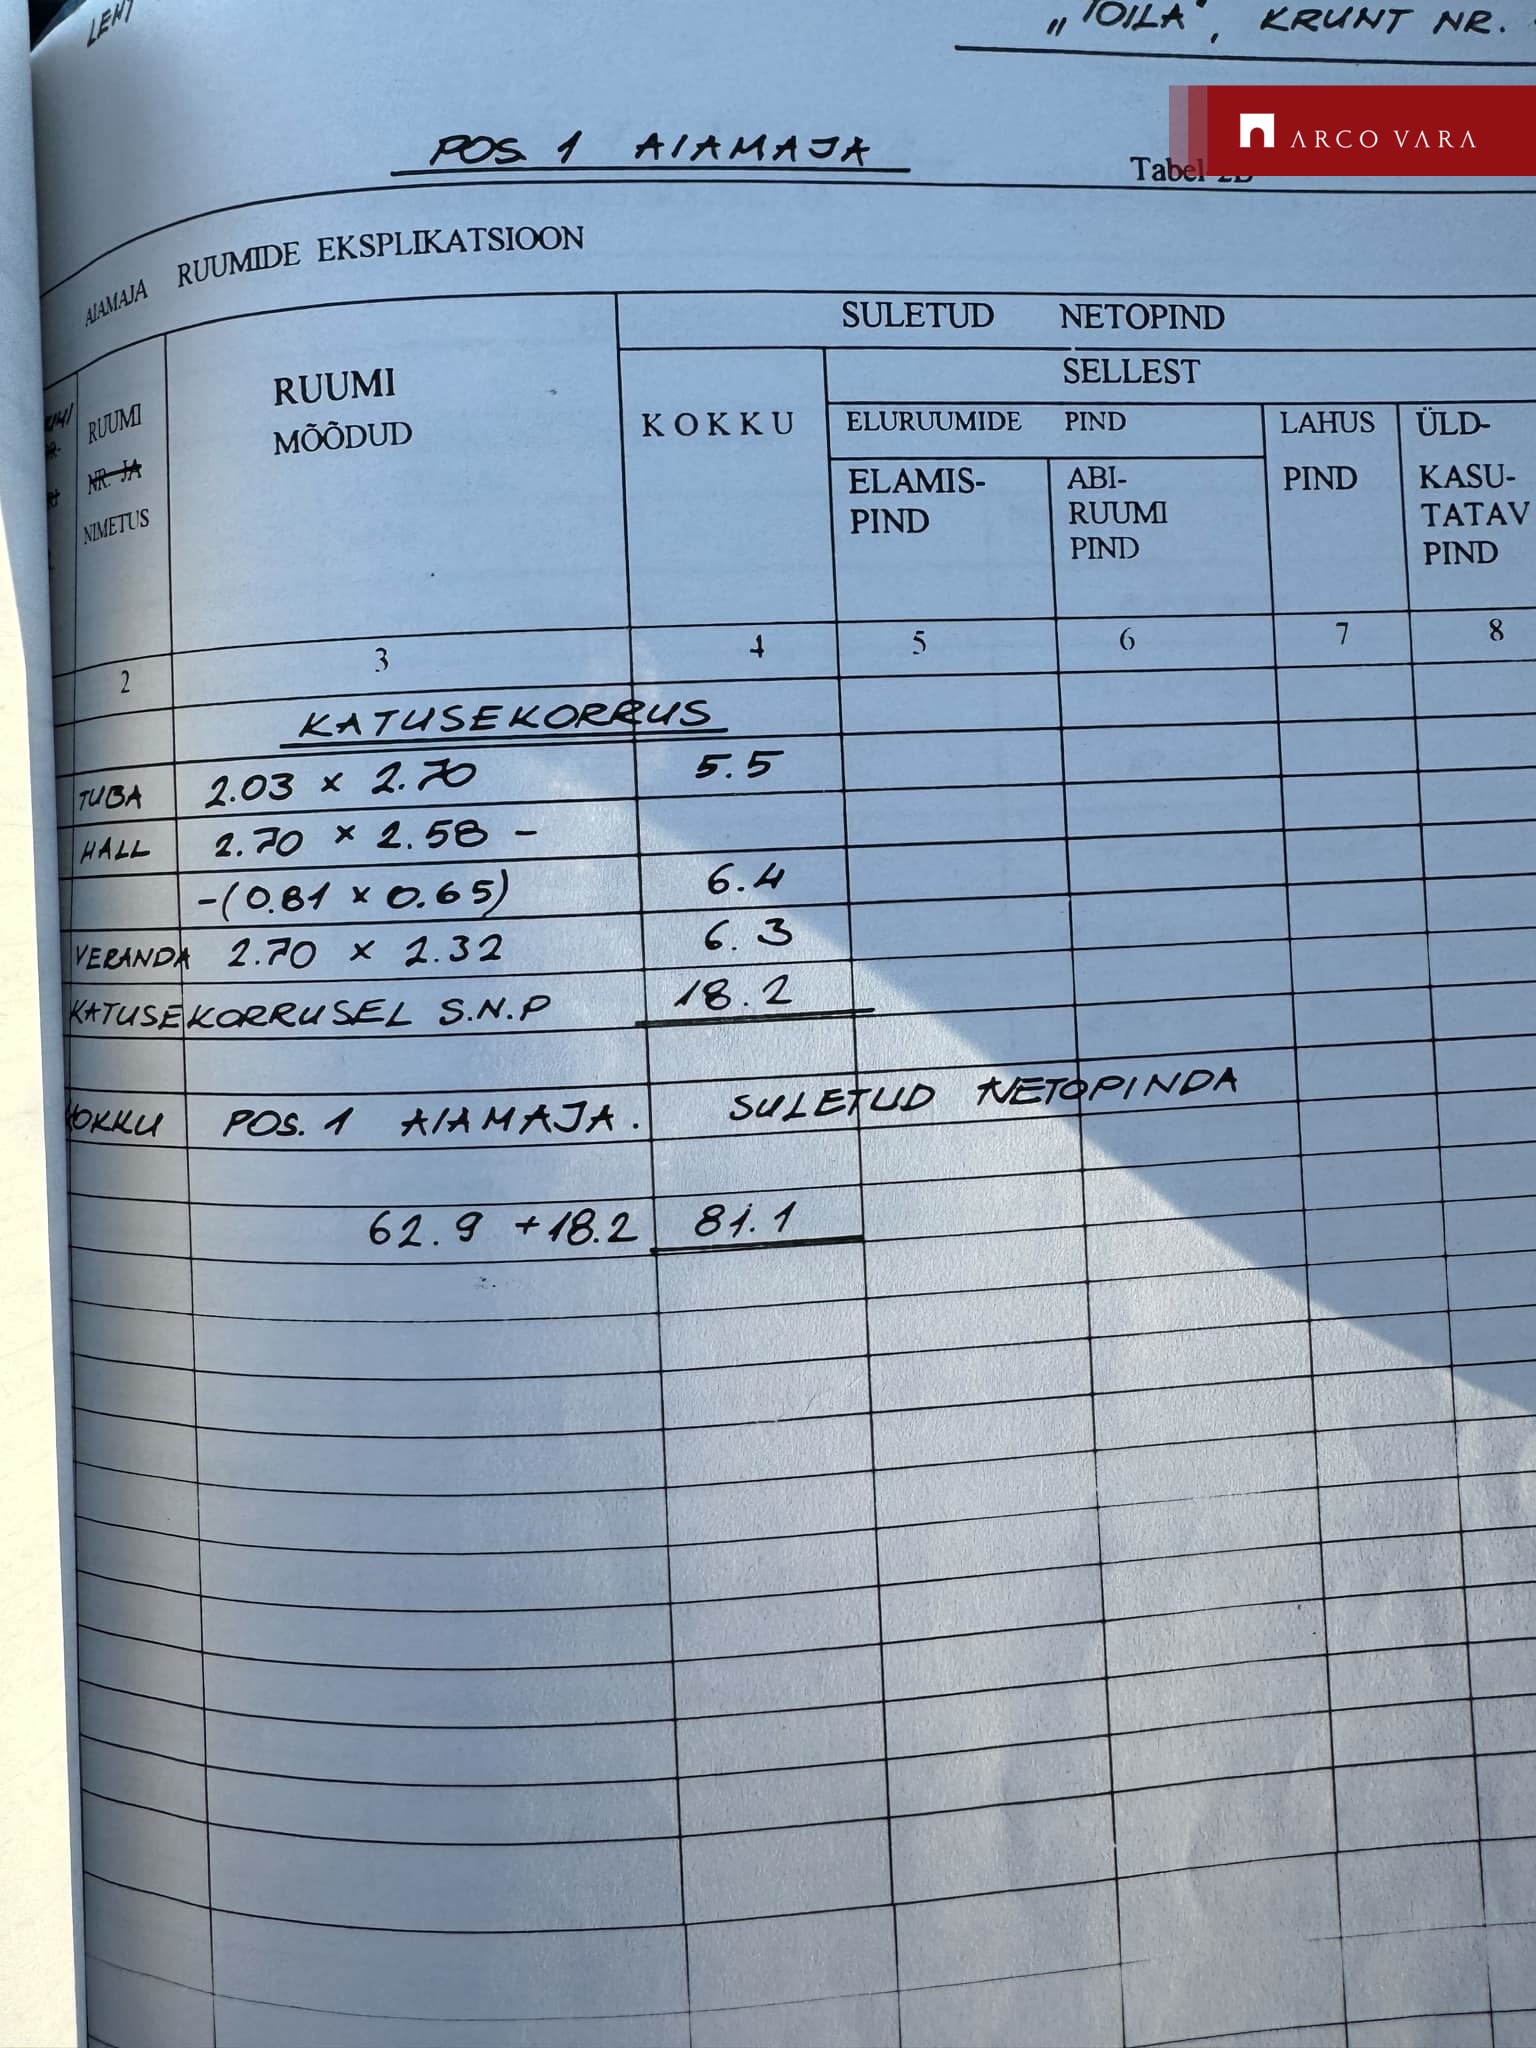 "TOILA", KRUNT NR.
ARCO VARA
POS. 1 AIAMAJA
Tabel
AIAMAJA RUUMIDE EKSPLIKATSIOON
SULETUD NETOPIND
SELLEST
RUUMI NR. JA NIMETUS
RUUMI MÕÕDUD
KOKKU
ELURUUMIDE PIND
ELAMIS-
PIND
ABI-
RUUMI
PIND
LAHUS
PIND
ÜLD-
KASU-
TATAV
PIND
2 3 4 5 6 7 8
KATUSEKORRUS
TUBA 2.03 x 2.70 5.5
HALL 2.70 x 2.58 -
-(0.81 x 0.65) 6.4
VERANDA 2.70 x 2.32 6.3
KATUSEKORRUSEL S.N.P 18.2
KOKKU POS. 1 AIAMAJA. SULETUD NETOPINDA
62.9 +18.2 81.1